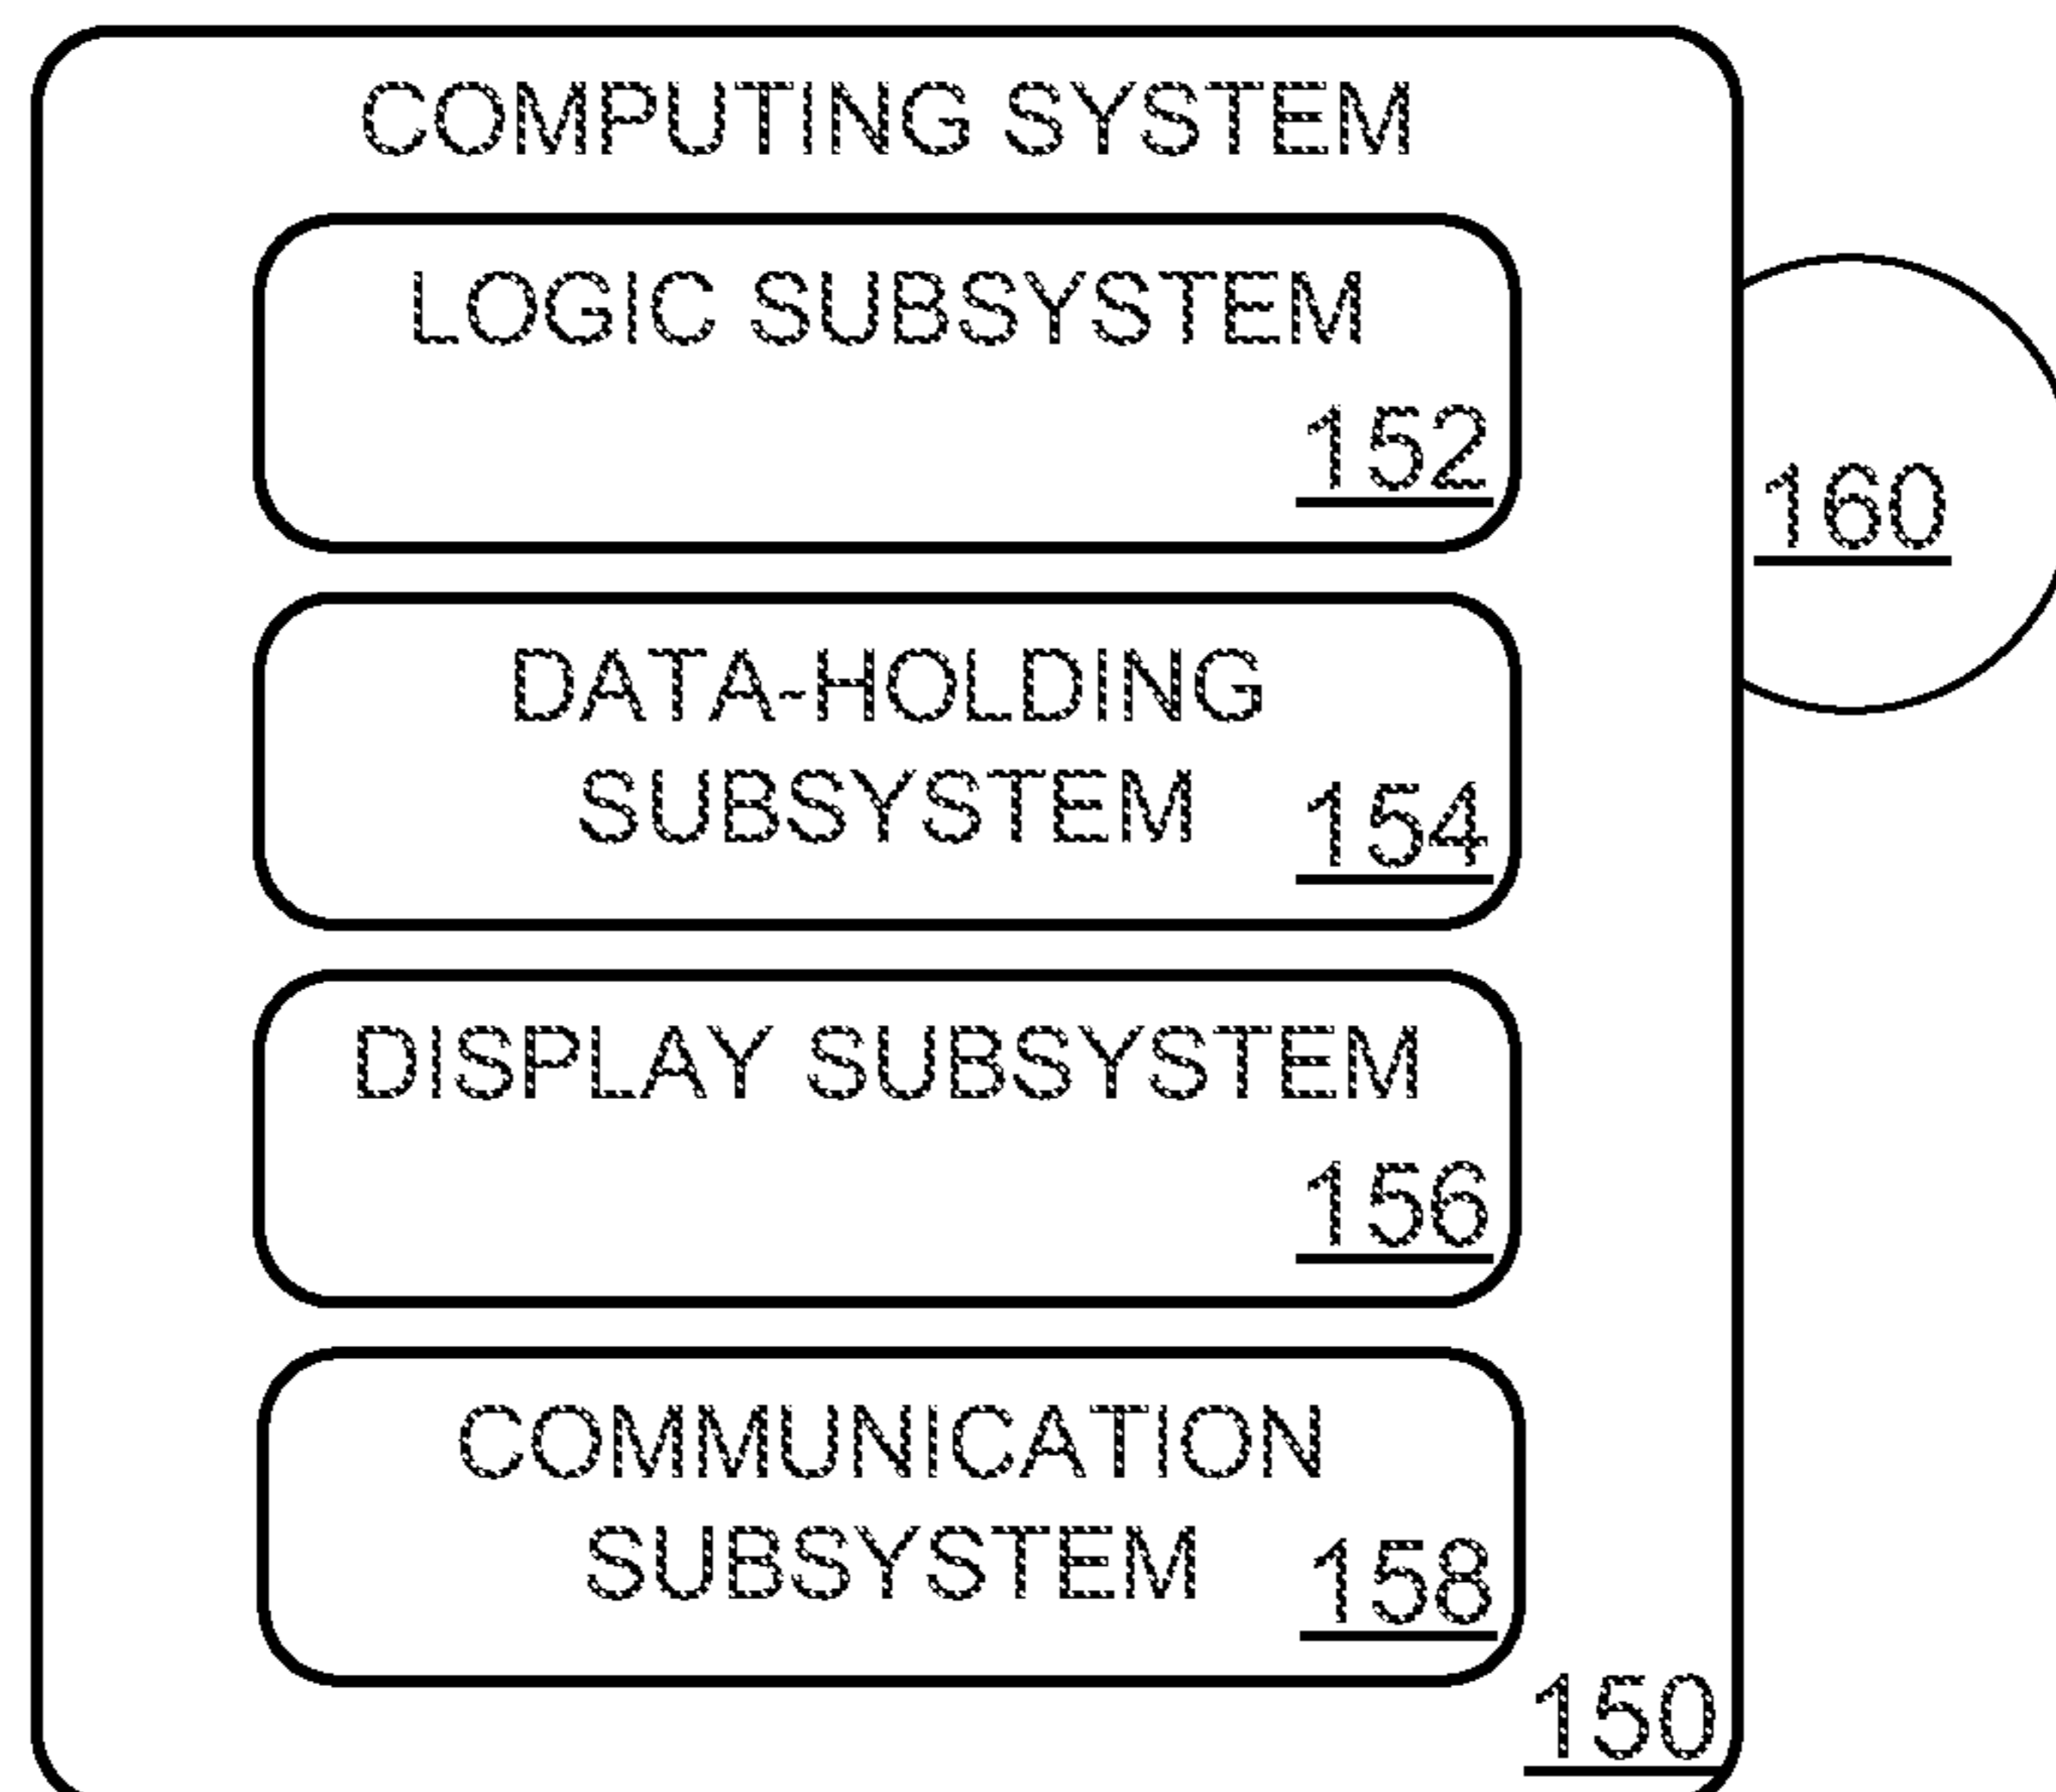 COMPUTING SYSTEM
LOGIC SUBSYSTEM
152
160
DATA-HOLDING
SUBSYSTEM 154
DISPLAY SUBSYSTEM
156
COMMUNICATION
SUBSYSTEM 158
150